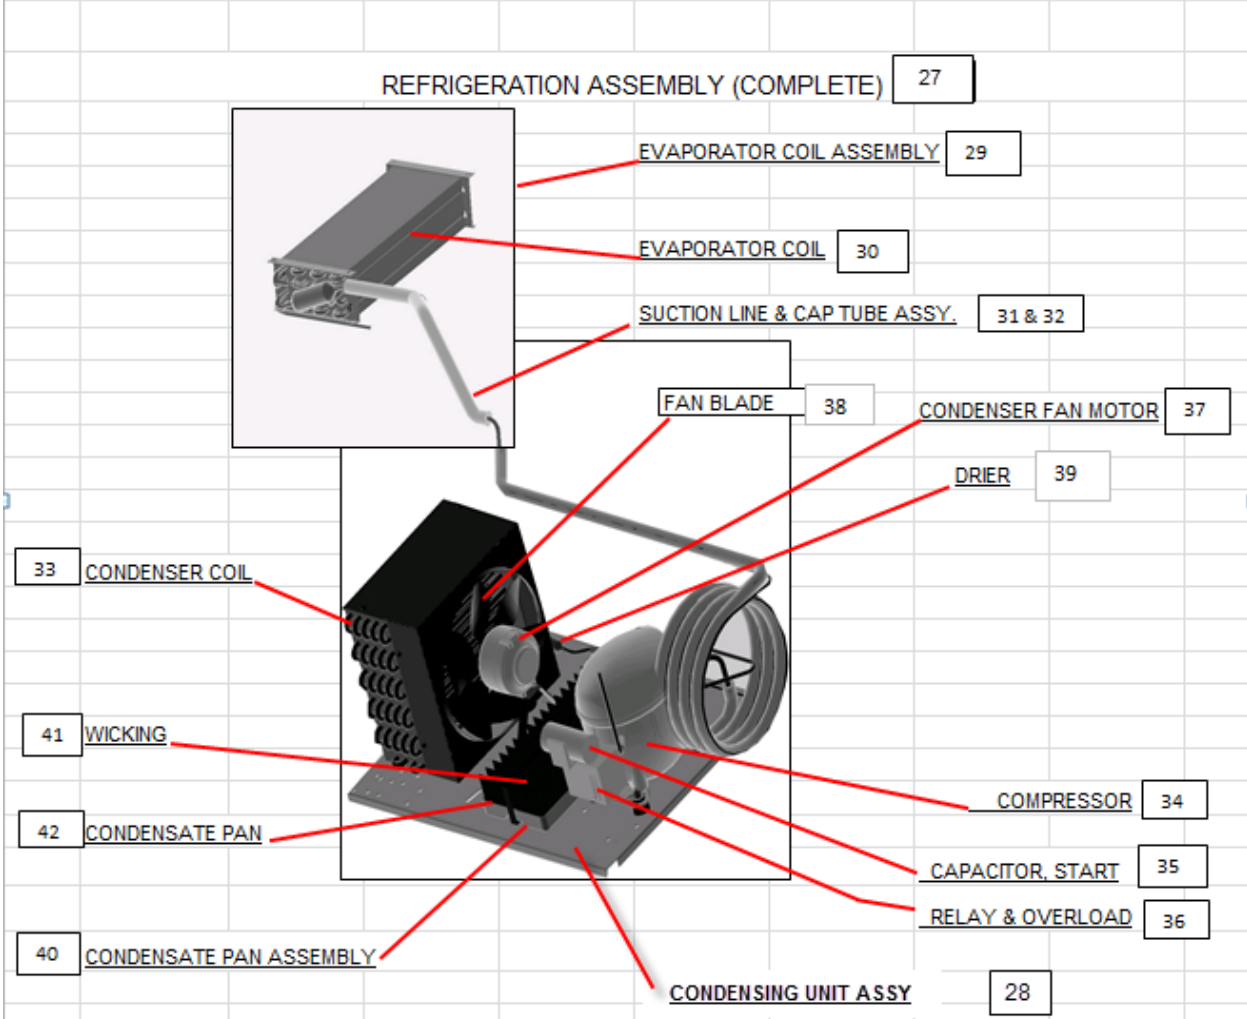 REFRIGERATION ASSEMBLY (COMPLETE) 27
EVAPORATOR COIL ASSEMBLY 29
EVAPORATOR COIL 30
SUCTION LINE & CAP TUBE ASSY. 31 & 32
FAN BLADE 38
CONDENSER FAN MOTOR 37
DRIER 39
33 CONDENSER COIL
41 WICKING
COMPRESSOR 34
42 CONDENSATE PAN
CAPACITOR, START 35
RELAY & OVERLOAD 36
40 CONDENSATE PAN ASSEMBLY
CONDENSING UNIT ASSY 28